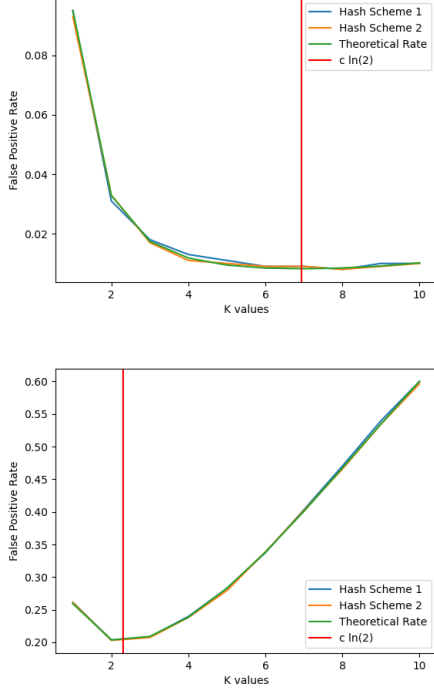 Hash Scheme 1
Hash Scheme 2
Theoretical Rate
c ln(2)
False Positive Rate
0.08
0.06
0.04
0.02
2 4 6 8 10
K values
Hash Scheme 1
Hash Scheme 2
Theoretical Rate
c ln(2)
False Positive Rate
0.60
0.55
0.50
0.45
0.40
0.35
0.30
0.25
0.20
2 4 6 8 10
K values